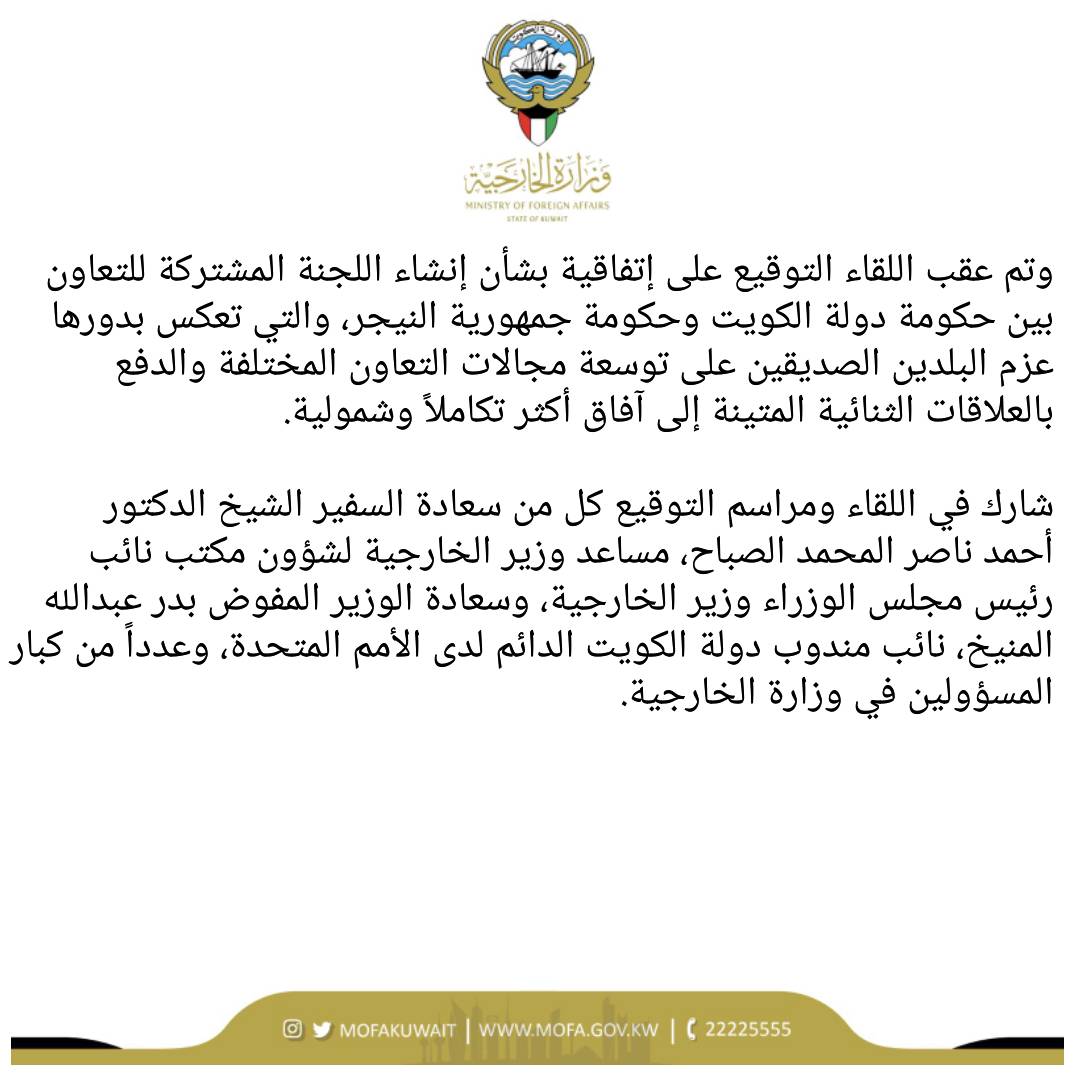 دولة الكويت
وزارة الخارجية
MINISTRY OF FOREIGN AFFAIRS
STATE OF KUWAIT
وتم عقب اللقاء التوقيع على إتفاقية بشأن إنشاء اللجنة المشتركة للتعاون
بين حكومة دولة الكويت وحكومة جمهورية النيجر، والتي تعكس بدورها
عزم البلدين الصديقين على توسعة مجالات التعاون المختلفة والدفع
بالعلاقات الثنائية المتينة إلى آفاق أكثر تكاملاً وشمولية.
شارك في اللقاء ومراسم التوقيع كل من سعادة السفير الشيخ الدكتور
أحمد ناصر المحمد الصباح، مساعد وزير الخارجية لشؤون مكتب نائب
رئيس مجلس الوزراء وزير الخارجية، وسعادة الوزير المفوض بدر عبدالله
المنيخ، نائب مندوب دولة الكويت الدائم لدى الأمم المتحدة، وعدداً من كبار
المسؤولين في وزارة الخارجية.
MOFAKUWAIT | WWW.MOFA.GOV.KW | 22225555